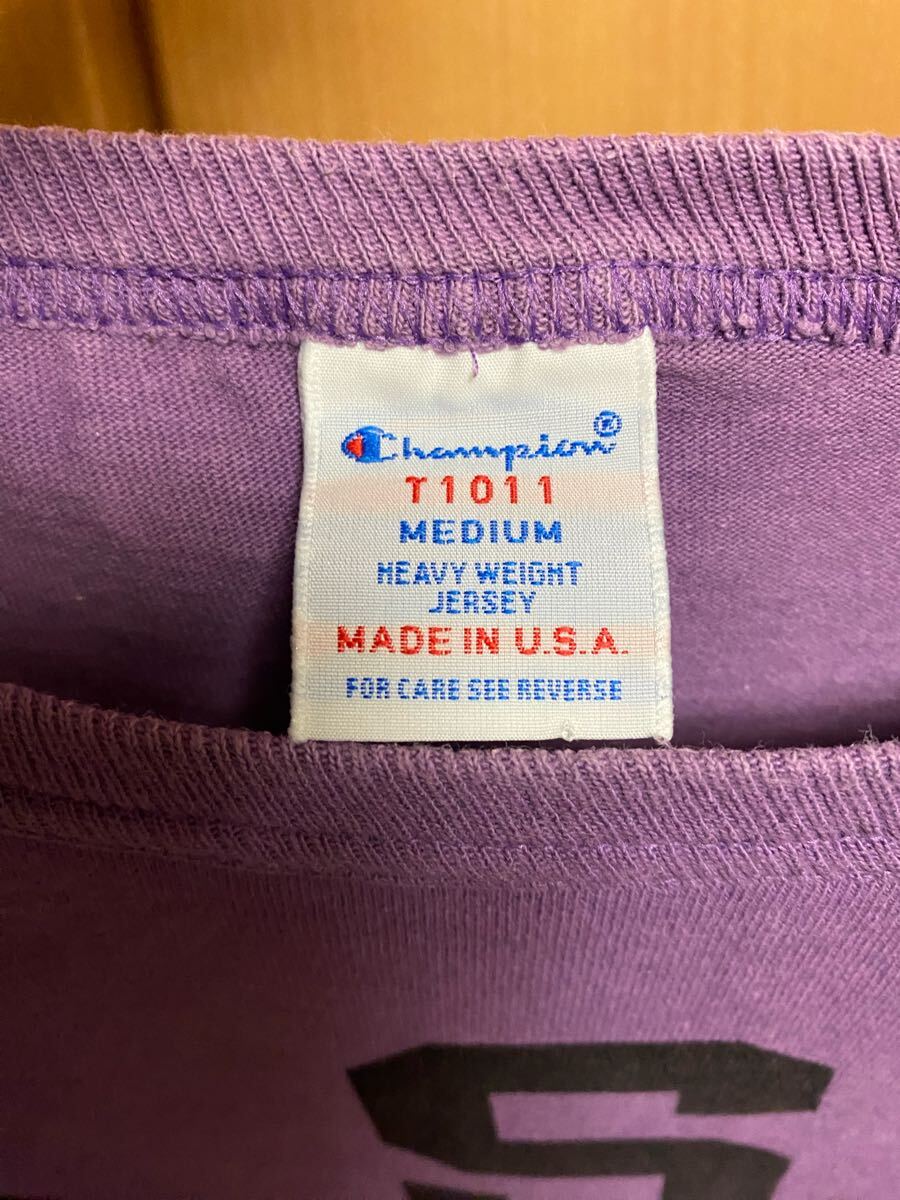 Champion®
T1011
MEDIUM
HEAVY WEIGHT
JERSEY
MADE IN U.S.A.
FOR CARE SEE REVERSE